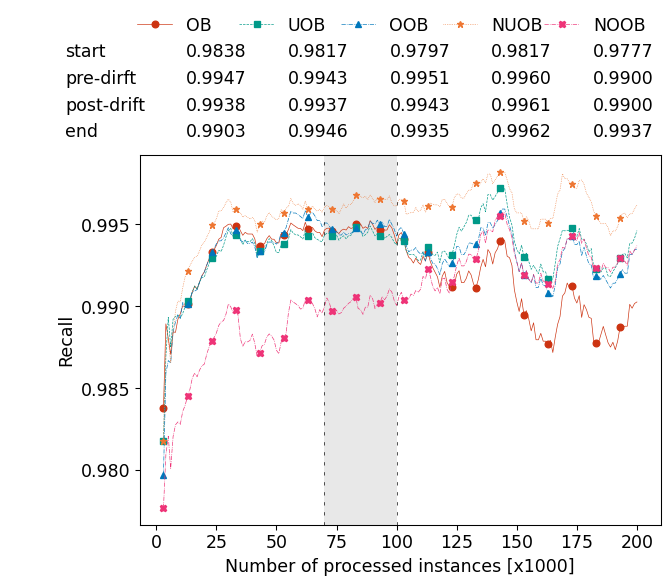 OB UOB OOB NUOB NOOB
start 0.9838 0.9817 0.9797 0.9817 0.9777
pre-dirft 0.9947 0.9943 0.9951 0.9960 0.9900
post-drift 0.9938 0.9937 0.9943 0.9961 0.9900
end 0.9903 0.9946 0.9935 0.9962 0.9937
0.995
0.990
0.985
0.980
Recall
0 25 50 75 100 125 150 175 200
Number of processed instances [x1000]